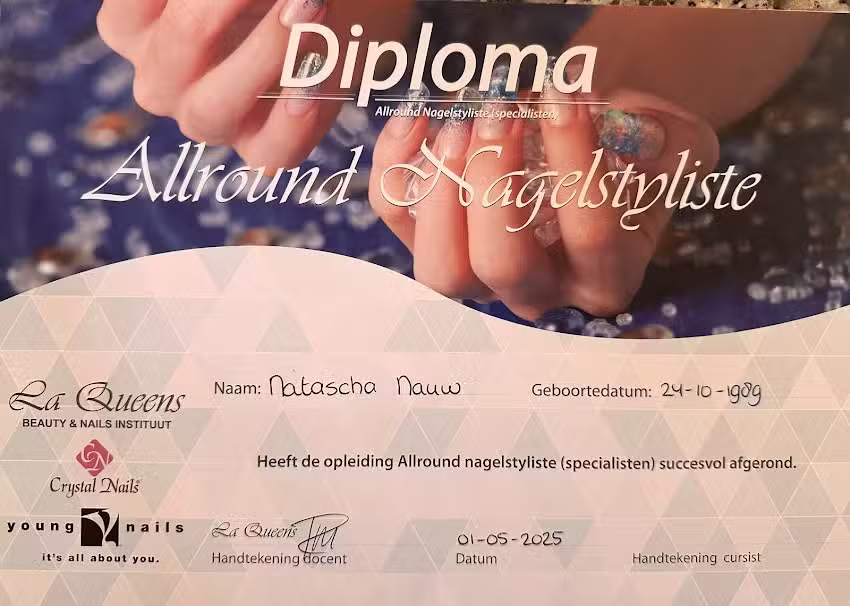 Diploma
Allround Nagelstyliste (specialisten)
Allround Nagelstyliste
La Queens
BEAUTY & NAILS INSTITUUT
Naam: Natascha Nauw
Geboortedatum: 24-10-1989
Heeft de opleiding Allround nagelstyliste (specialisten) succesvol afgerond.
CN
Crystal Nails
young nails
it's all about you.
La Queens
Handtekening docent
01-05-2025
Datum
Handtekening cursist